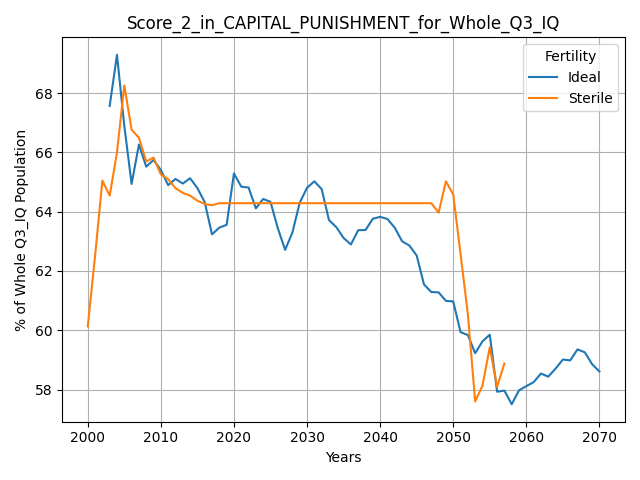 Score_2_in_CAPITAL_PUNISHMENT_for_Whole_Q3_IQ
Fertility
Ideal
Sterile
% of Whole Q3_IQ Population
68
66
64
62
60
58
2000
2010
2020
2030
2040
2050
2060
2070
Years